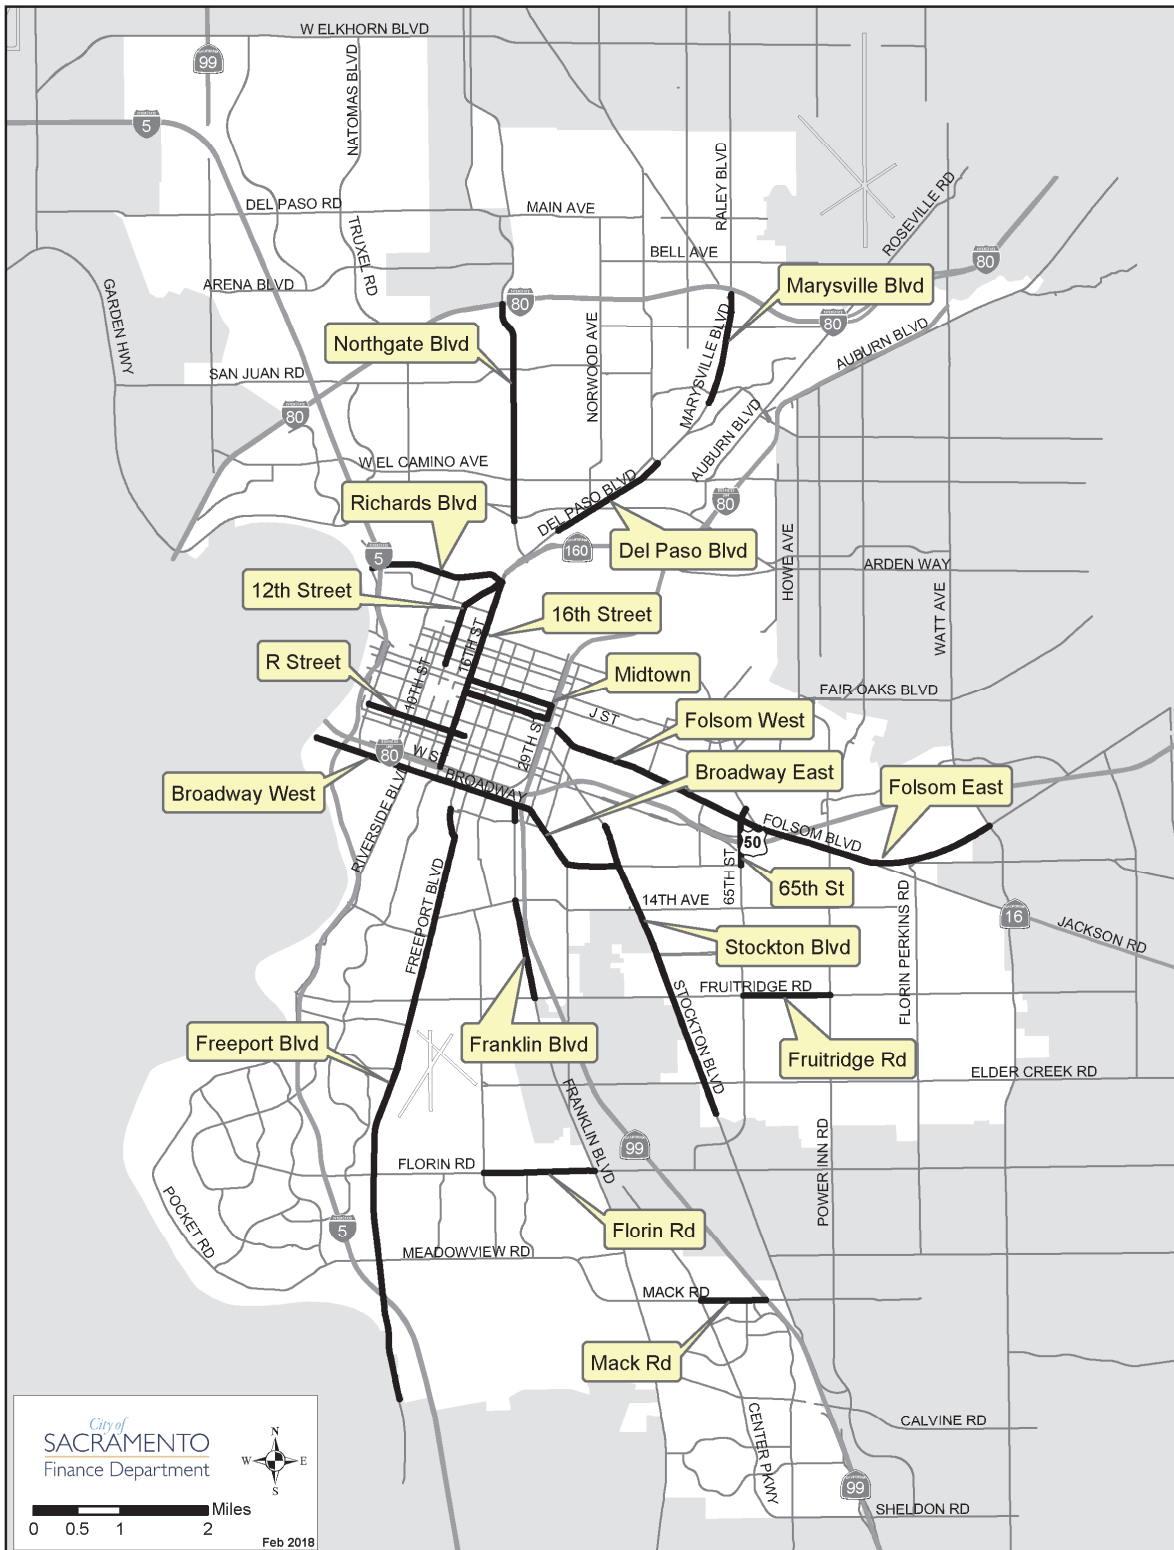 W ELKHORN BLVD
99
NATOMAS BLVD
5
RALEY BLVD
ROSEVILLE RD
DEL PASO RD
MAIN AVE
TRUXEL RD
BELL AVE
80
GARDEN HWY
ARENA BLVD
80
Marysville Blvd
NORWOOD AVE
MARYSVILLE BLVD
80
AUBURN BLVD
Northgate Blvd
SAN JUAN RD
80
AUBURN BLVD
W EL CAMINO AVE
Richards Blvd
DEL PASO BLVD
80
5
160
Del Paso Blvd
HOWE AVE
ARDEN WAY
WATT AVE
12th Street
16th Street
16TH ST
R Street
10TH ST
Midtown
FAIR OAKS BLVD
J ST
Folsom West
29TH ST
80
W ST
BROADWAY
Broadway East
Broadway West
Folsom East
RIVERSIDE BLVD
FOLSOM BLVD
50
65TH ST
65th St
FREEPORT BLVD
14TH AVE
FLORIN PERKINS RD
16
JACKSON RD
Stockton Blvd
STOCKTON BLVD
FRUITRIDGE RD
Freeport Blvd
Franklin Blvd
Fruitridge Rd
ELDER CREEK RD
FRANKLIN BLVD
99
POWER INN RD
FLORIN RD
POCKET RD
5
Florin Rd
MEADOWVIEW RD
MACK RD
Mack Rd
CENTER PKWY
CALVINE RD
99
SHELDON RD
City of
SACRAMENTO
Finance Department
N
W E
S
Miles
0 0.5 1 2
Feb 2018